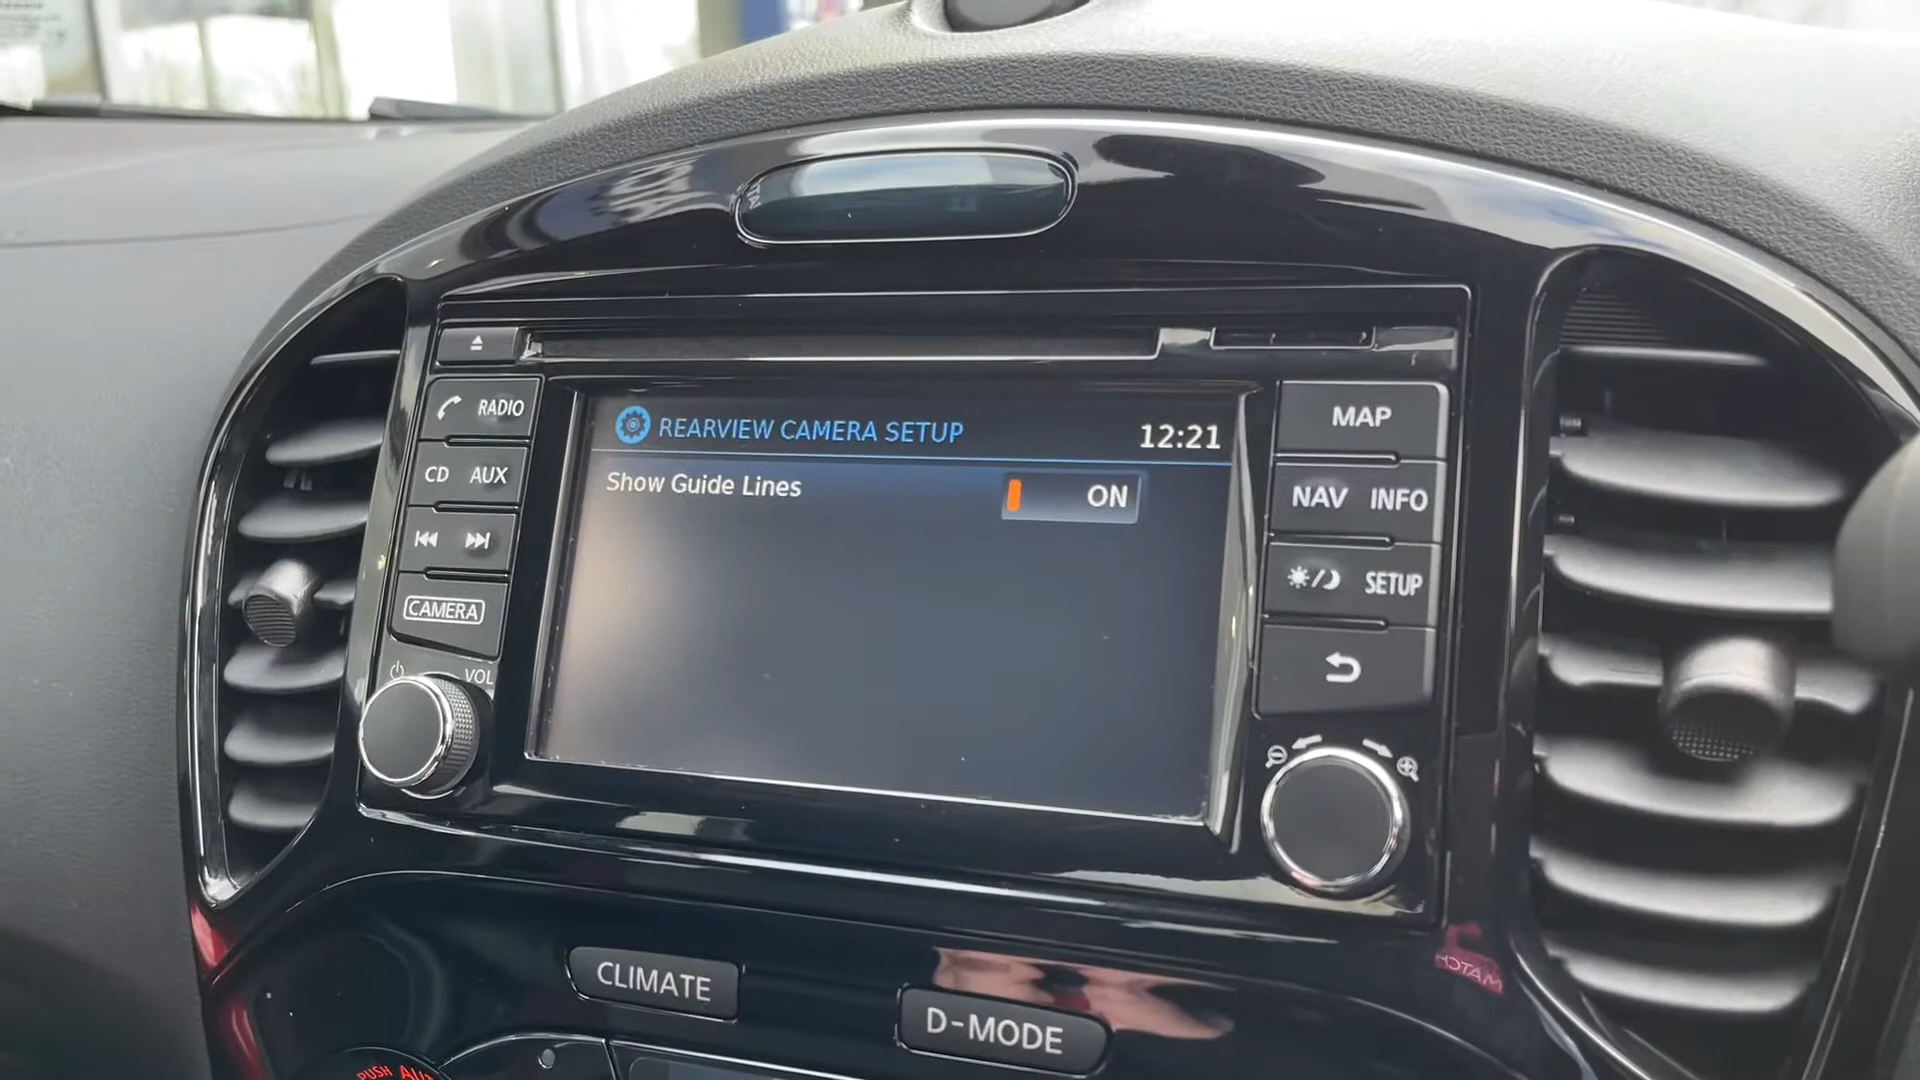 RADIO
CD AUX
CAMERA
VOL
REARVIEW CAMERA SETUP
12:21
Show Guide Lines
ON
MAP
NAV INFO
SETUP
CLIMATE
D-MODE
PUSH
MATCH